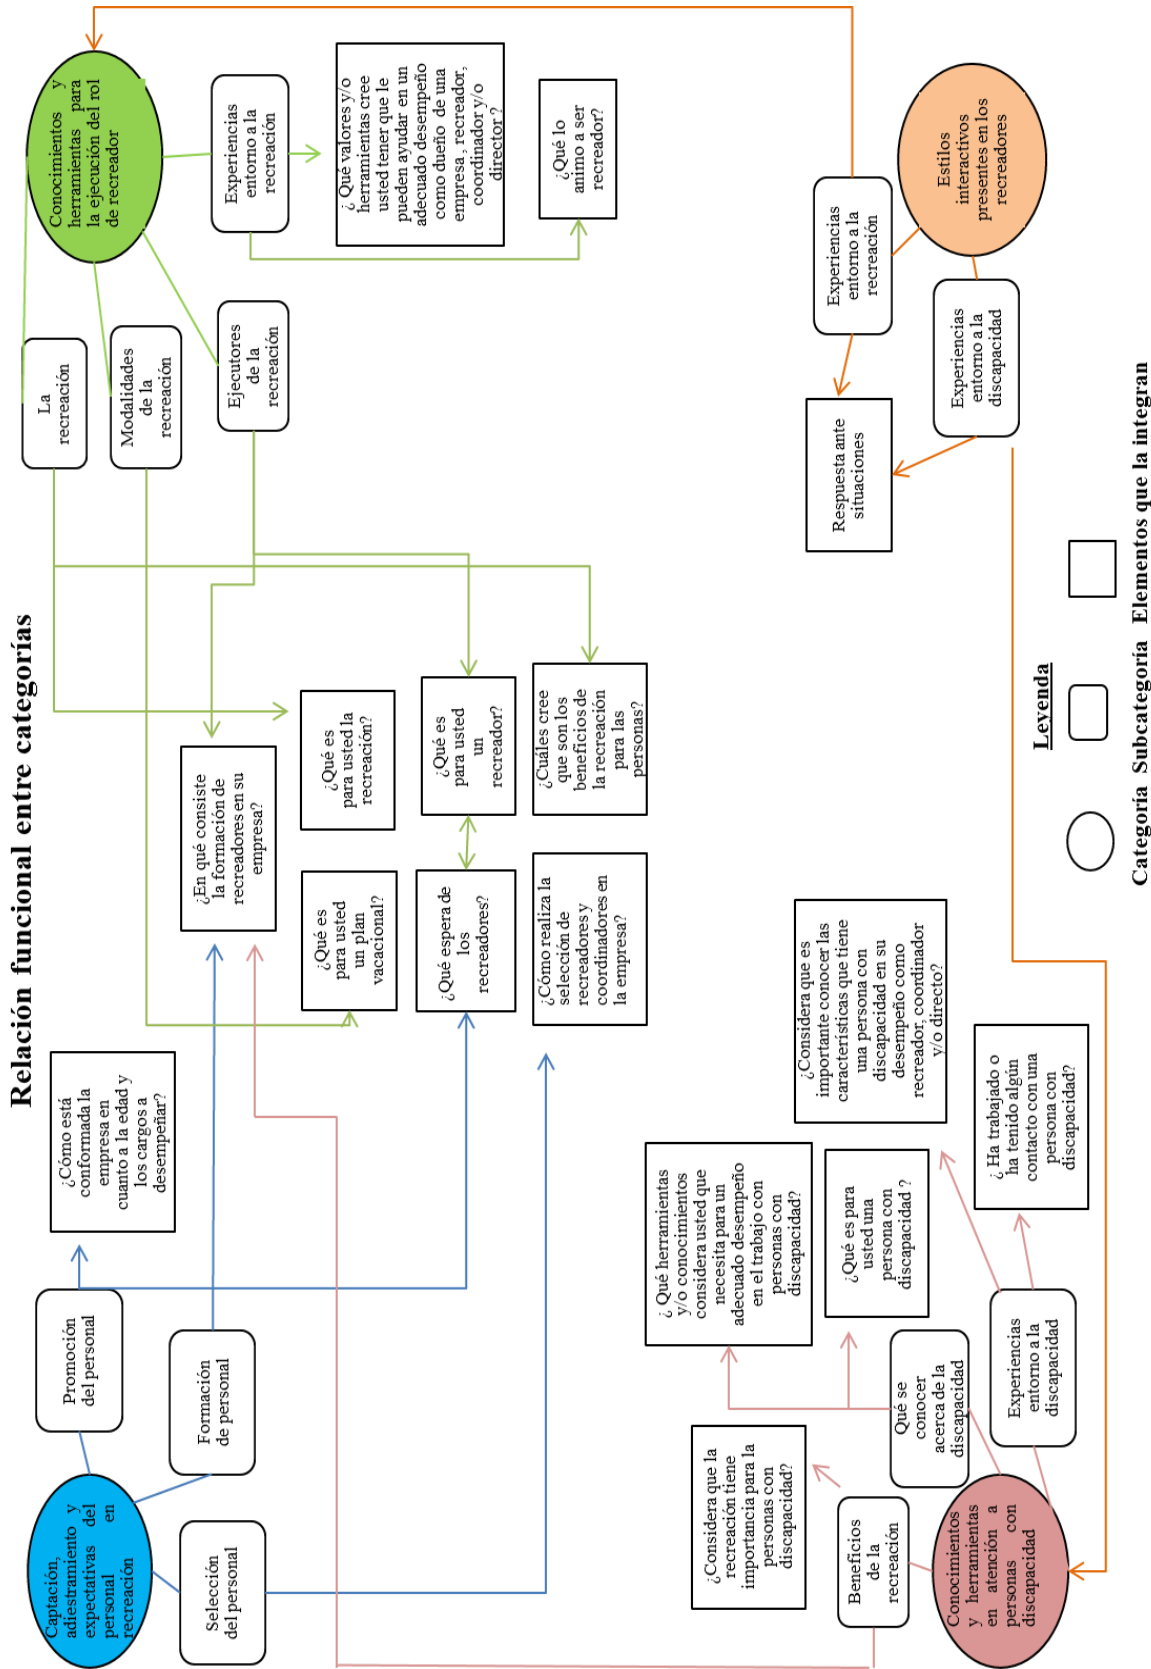 Relación funcional entre categorías
Captación,
adiestramiento y
expectativas del
personal en
recreación
Promoción
del personal
Formación
de personal
Selección
del personal
¿Cómo está
conformada la
empresa en
cuanto a la edad y
los cargos a
desempeñar?
¿En qué consiste
la formación de
recreadores en su
empresa?
¿Qué es
para usted
un plan
vacacional?
¿Qué es
para usted la
recreación?
¿Qué espera de
los
recreadores?
¿Qué es
para usted
un
recreador?
¿Cómo realiza la
selección de
recreadores y
coordinadores en
la empresa?
¿Cuáles cree
que son los
beneficios de
la recreación
para las
personas?
La
recreación
Modalidades
de la
recreación
Ejecutores
de la
recreación
Conocimientos y
herramientas para
la ejecución del rol
de recreador
Experiencias
entorno a la
recreación
¿ Qué valores y/o
herramientas cree
usted tener que le
pueden ayudar en un
adecuado desempeño
como dueño de una
empresa , recreador,
coordinador y/o
director ?
¿Qué lo
animo a ser
recreador?
Conocimientos
y herramientas
en atención a
personas con
discapacidad
Beneficios
de la
recreación
Qué se
conocer
acerca de la
discapacidad
Experiencias
entorno a la
discapacidad
¿Considera que la
recreación tiene
importancia para la
personas con
discapacidad?
¿ Qué herramientas
y/o conocimientos
considera usted que
necesita para un
adecuado desempeño
en el trabajo con
personas con
discapacidad?
¿Qué es para
usted una
persona con
discapacidad ?
¿Considera que es
importante conocer las
características que tiene
una persona con
discapacidad en su
desempeño como
recreador, coordinador
y/o directo?
¿ Ha trabajado o
ha tenido algún
contacto con una
persona con
discapacidad?
Respuesta ante
situaciones
Experiencias
entorno a la
recreación
Experiencias
entorno a la
discapacidad
Estilos
interactivos
presentes en los
recreadores
Leyenda
Categoría Subcategoría Elementos que la integran